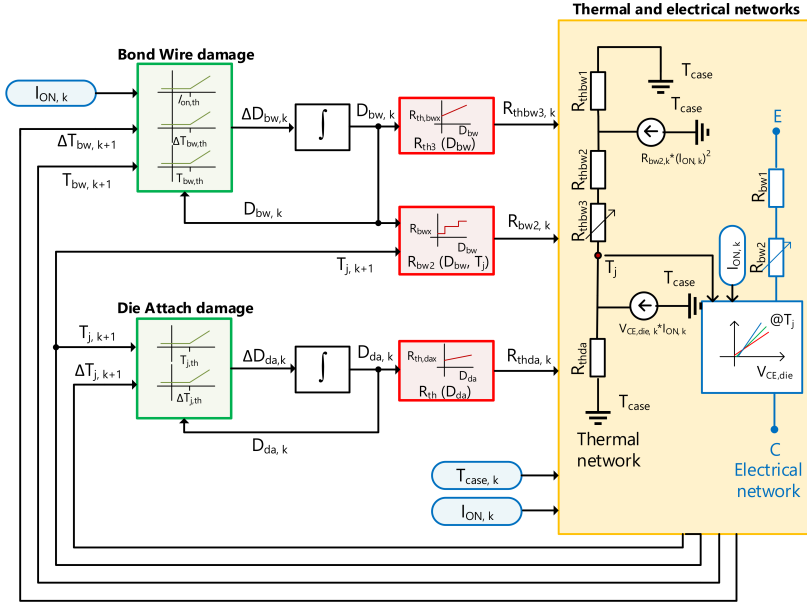 Thermal and electrical networks
Bond Wire damage
I_ON, k
I_on,th
ΔT_bw,th
T_bw,th
ΔT_bw, k+1
T_bw, k+1
ΔD_bw,k
∫
D_bw, k
R_th,bwx
D_bw
R_th3 (D_bw)
R_thbw3, k
D_bw, k
R_bwx
D_bw
R_bw2 (D_bw, T_j)
R_bw2, k
T_j, k+1
Die Attach damage
T_j, k+1
ΔT_j, k+1
T_j,th
ΔT_j,th
ΔD_da,k
∫
D_da, k
R_th,dax
D_da
R_th (D_da)
R_thda, k
D_da, k
T_case, k
I_ON, k
R_thbw1
T_case
T_case
R_bw2,k*(I_ON,k)²
R_thbw2
R_thbw3
T_j
T_case
V_CE,die, k*I_ON,k
R_thda
T_case
Thermal
network
E
R_bw1
R_bw2
I_ON, k
@T_j
V_CE,die
C
Electrical
network